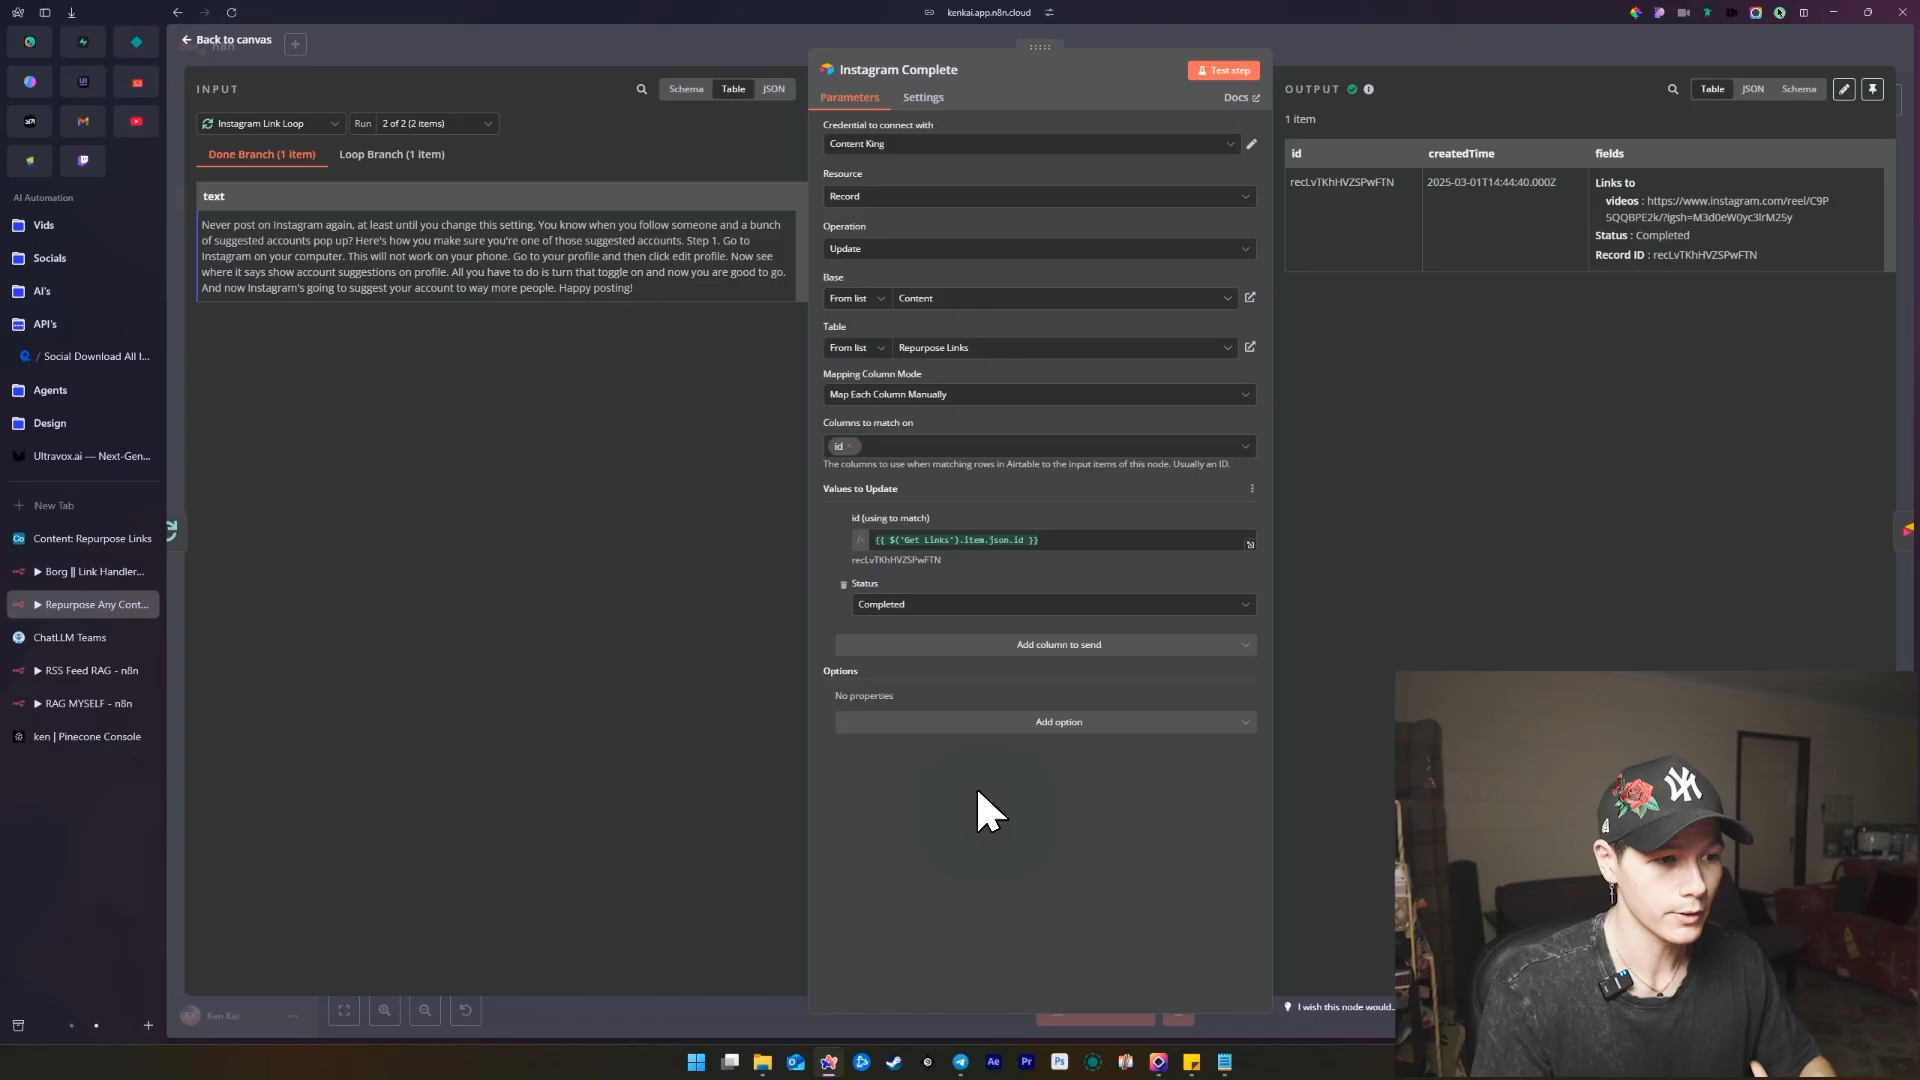 kenkai.app.n8n.cloud
Back to canvas
INPUT
Schema
Table
JSON
Instagram Link Loop
Run
2 of 2 (2 items)
Done Branch (1 item)
Loop Branch (1 item)
text
Never post on Instagram again, at least until you change this setting. You know when you follow someone and a bunch
of suggested accounts pop up? Here's how you make sure you're one of those suggested accounts. Step 1. Go to
Instagram on your computer. This will not work on your phone. Go to your profile and then click edit profile. Now see
where it says show account suggestions on profile. All you have to do is turn that toggle on and now you are good to go.
And now Instagram's going to suggest your account to way more people. Happy posting!
AI Automation
Vids
Socials
AI's
API's
/ Social Download All I...
Agents
Design
Ultravox.ai — Next-Gen...
New Tab
Content: Repurpose Links
Borg || Link Handler...
Repurpose Any Cont...
ChatLLM Teams
RSS Feed RAG - n8n
RAG MYSELF - n8n
ken | Pinecone Console
Ken Kai
Instagram Complete
Test step
Parameters
Settings
Docs
Credential to connect with
Content King
Resource
Record
Operation
Update
Base
From list
Content
Table
From list
Repurpose Links
Mapping Column Mode
Map Each Column Manually
Columns to match on
id
The columns to use when matching rows in Airtable to the input items of this node. Usually an ID.
Values to Update
id (using to match)
fx
{{ $('Get Links').item.json.id }}
recLvTKhHVZSPwFTN
Status
Completed
Add column to send
Options
No properties
Add option
I wish this node would..
OUTPUT
Table
JSON
Schema
1 item
id
createdTime
fields
recLvTKhHVZSPwFTN
2025-03-01T14:44:40.000Z
Links to
videos : https://www.instagram.com/reel/C9P
5QQBPE2k/?igsh=M3d0eW0yc3lrM25y
Status : Completed
Record ID : recLvTKhHVZSPwFTN
NY
Ae
Pr
Ps